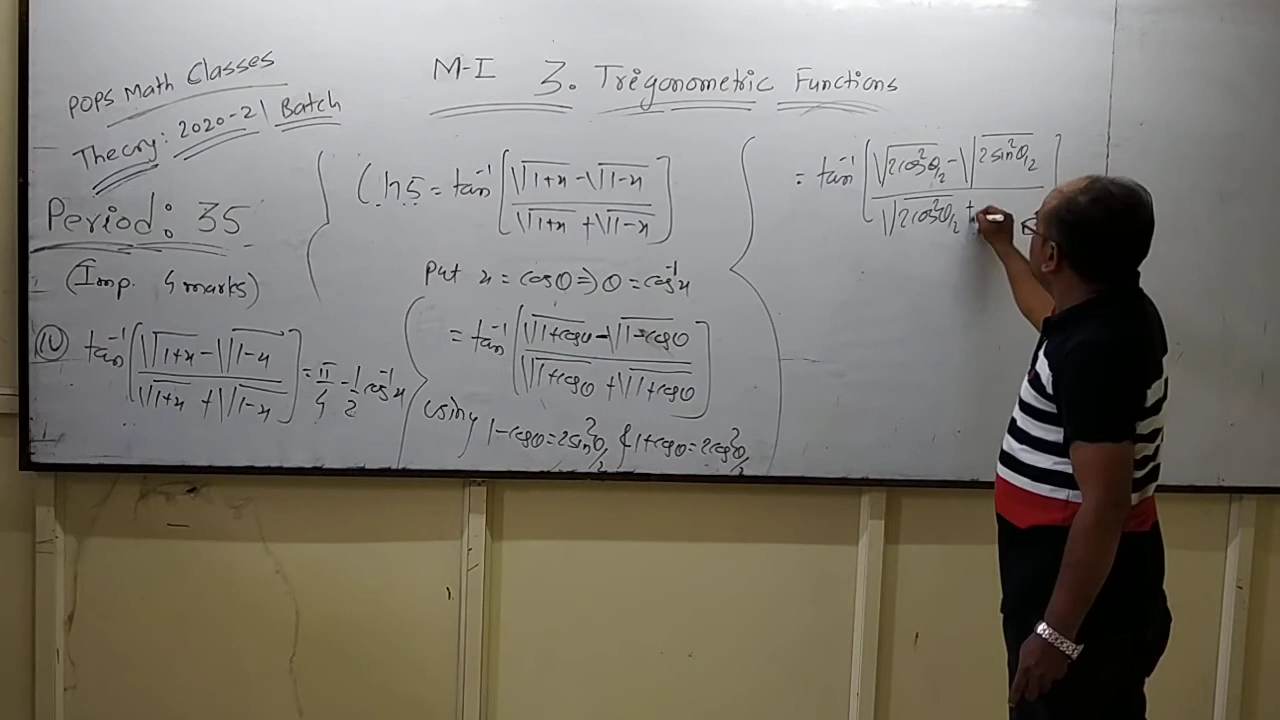 POPS Math Classes
Theory: 2020-21 Batch
Period: 35
(Imp. 4 marks)
(IV) tan⁻¹[(√(1+x) - √(1-x))/(√(1+x) + √(1-x))] = π/4 - 1/2 cos⁻¹x
M-I 3. Trigonometric Functions
L.H.S = tan⁻¹[(√(1+x) - √(1-x))/(√(1+x) + √(1-x))]
Put x = cosθ ⇒ θ = cos⁻¹x
= tan⁻¹[(√(1+cosθ) - √(1-cosθ))/(√(1+cosθ) + √(1+cosθ))]
Using 1-cosθ = 2sin²θ/2 & 1+cosθ = 2cos²θ/2
= tan⁻¹[(√(2cos²θ/2) - √(2sin²θ/2))/(√(2cos²θ/2) +